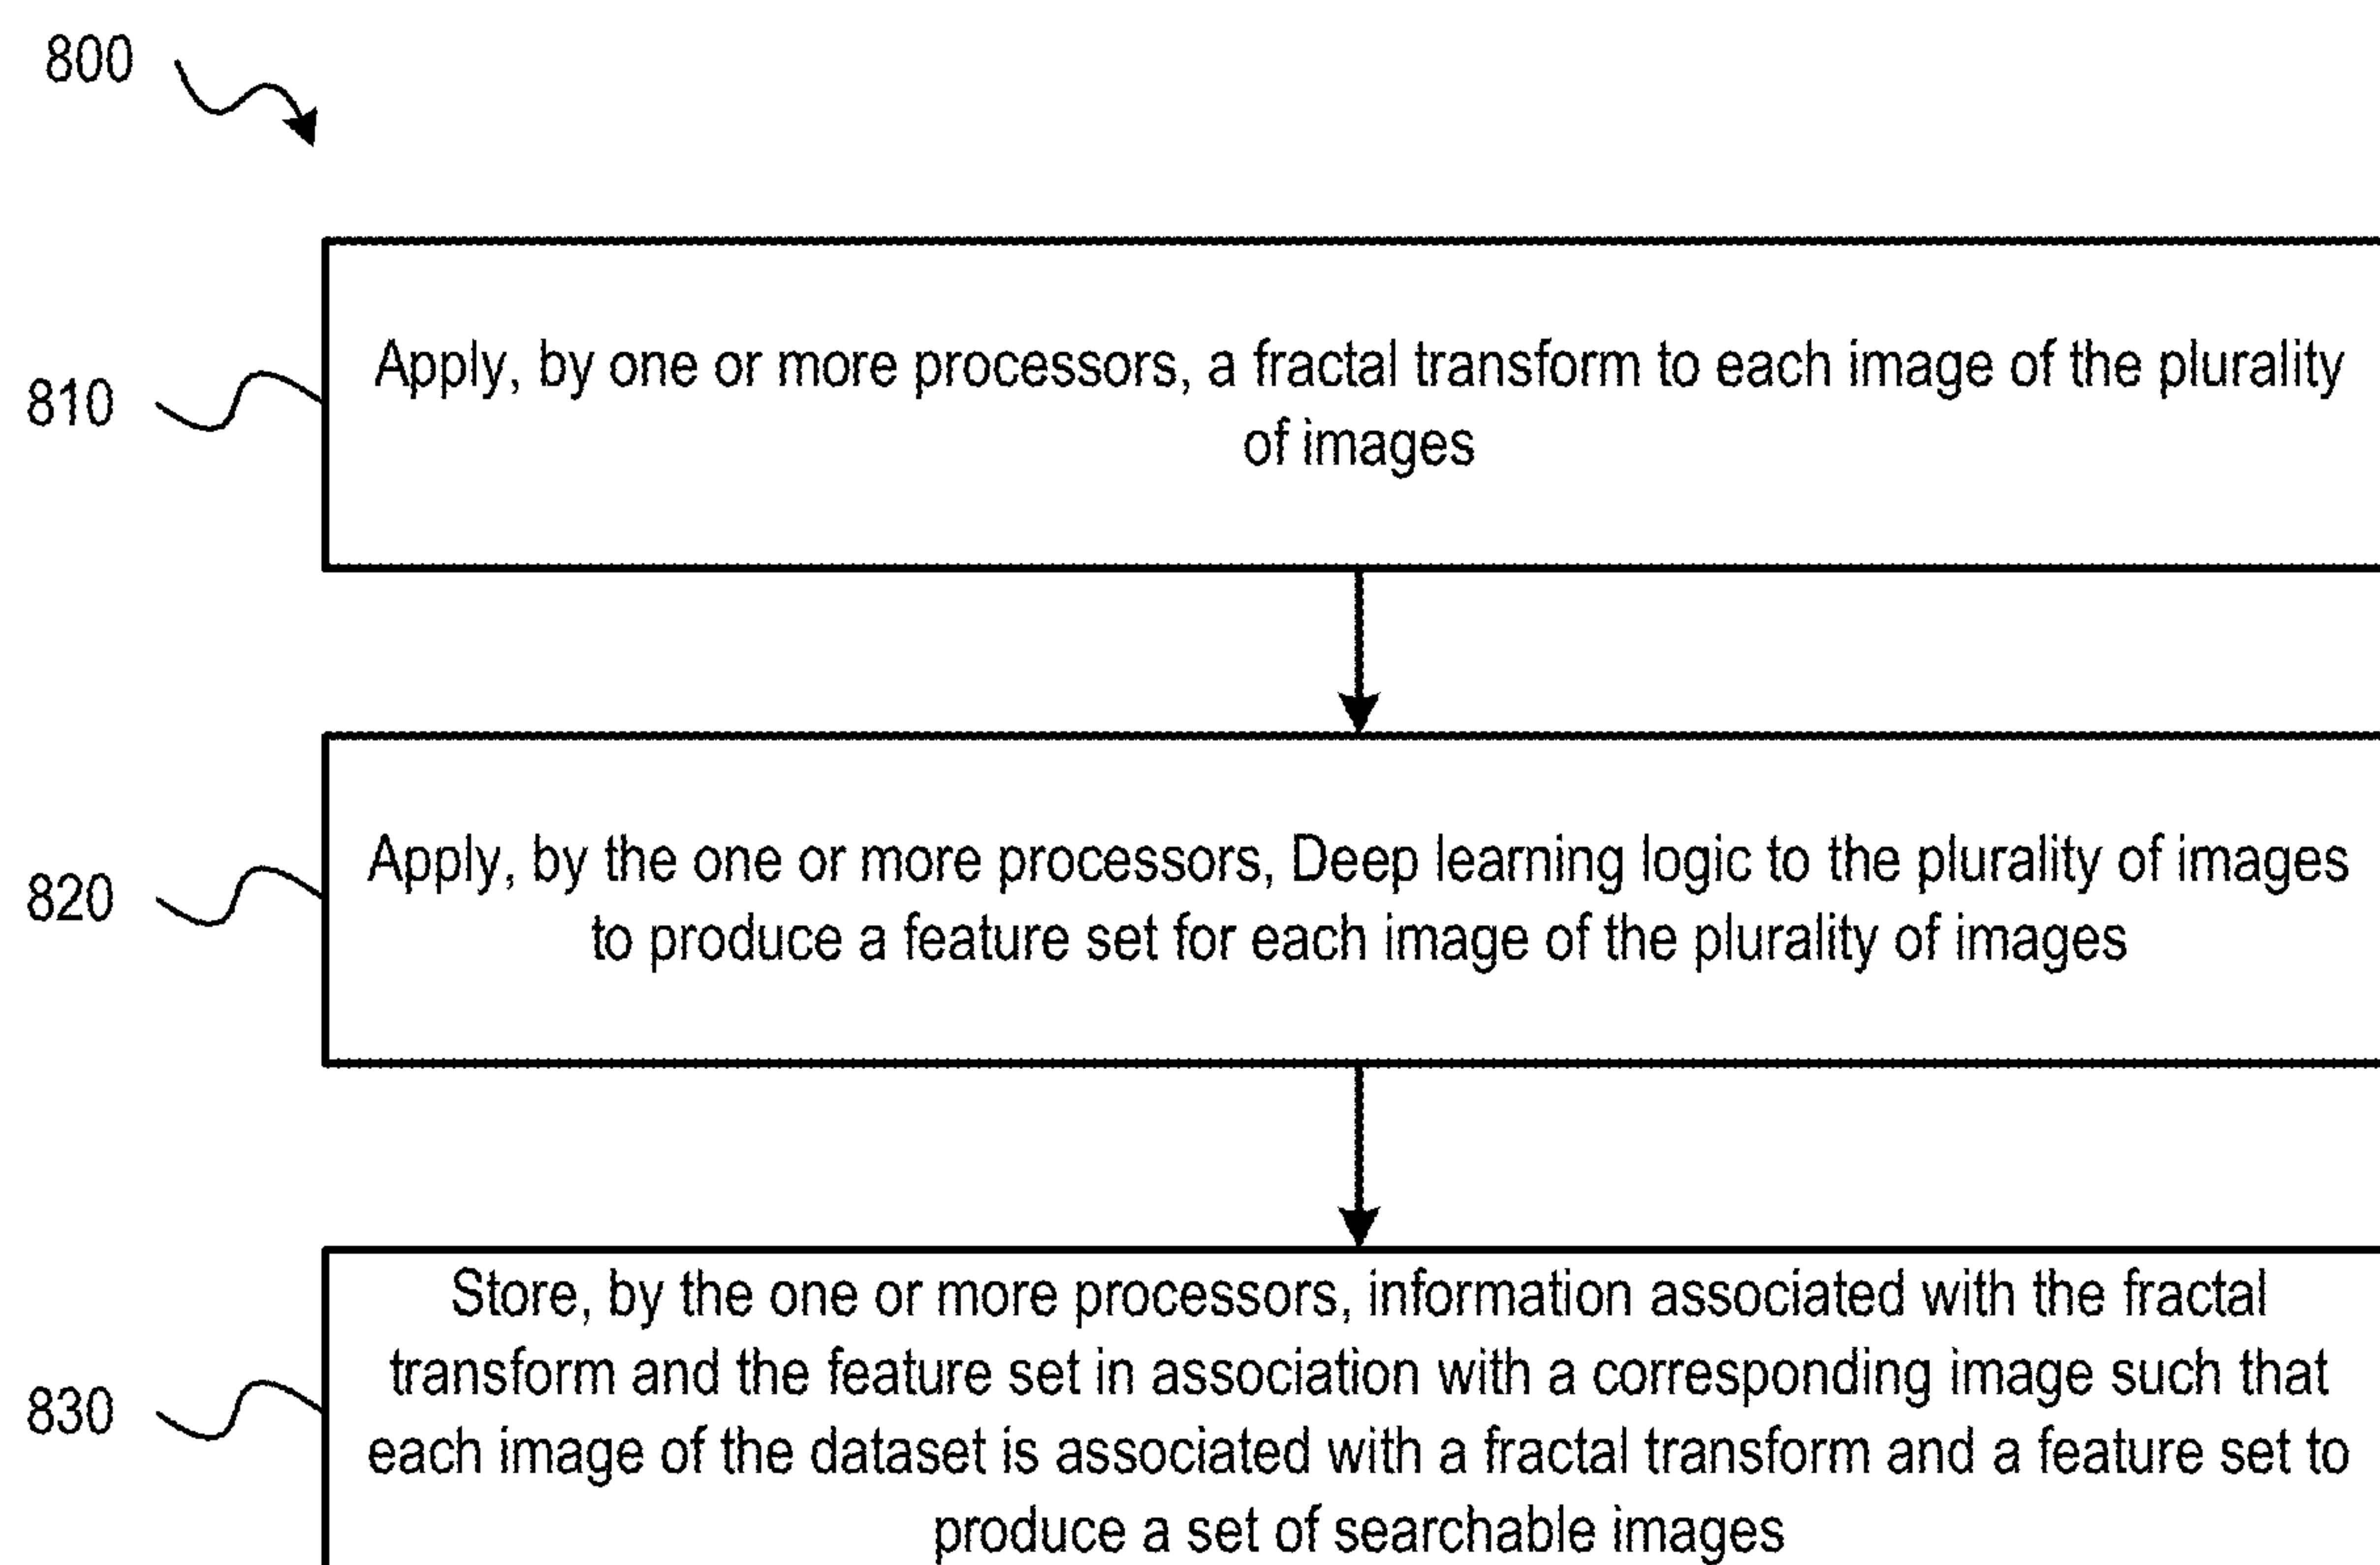 800
810
Apply, by one or more processors, a fractal transform to each image of the plurality
of images
820
Apply, by the one or more processors, Deep learning logic to the plurality of images
to produce a feature set for each image of the plurality of images
830
Store, by the one or more processors, information associated with the fractal
transform and the feature set in association with a corresponding image such that
each image of the dataset is associated with a fractal transform and a feature set to
produce a set of searchable images